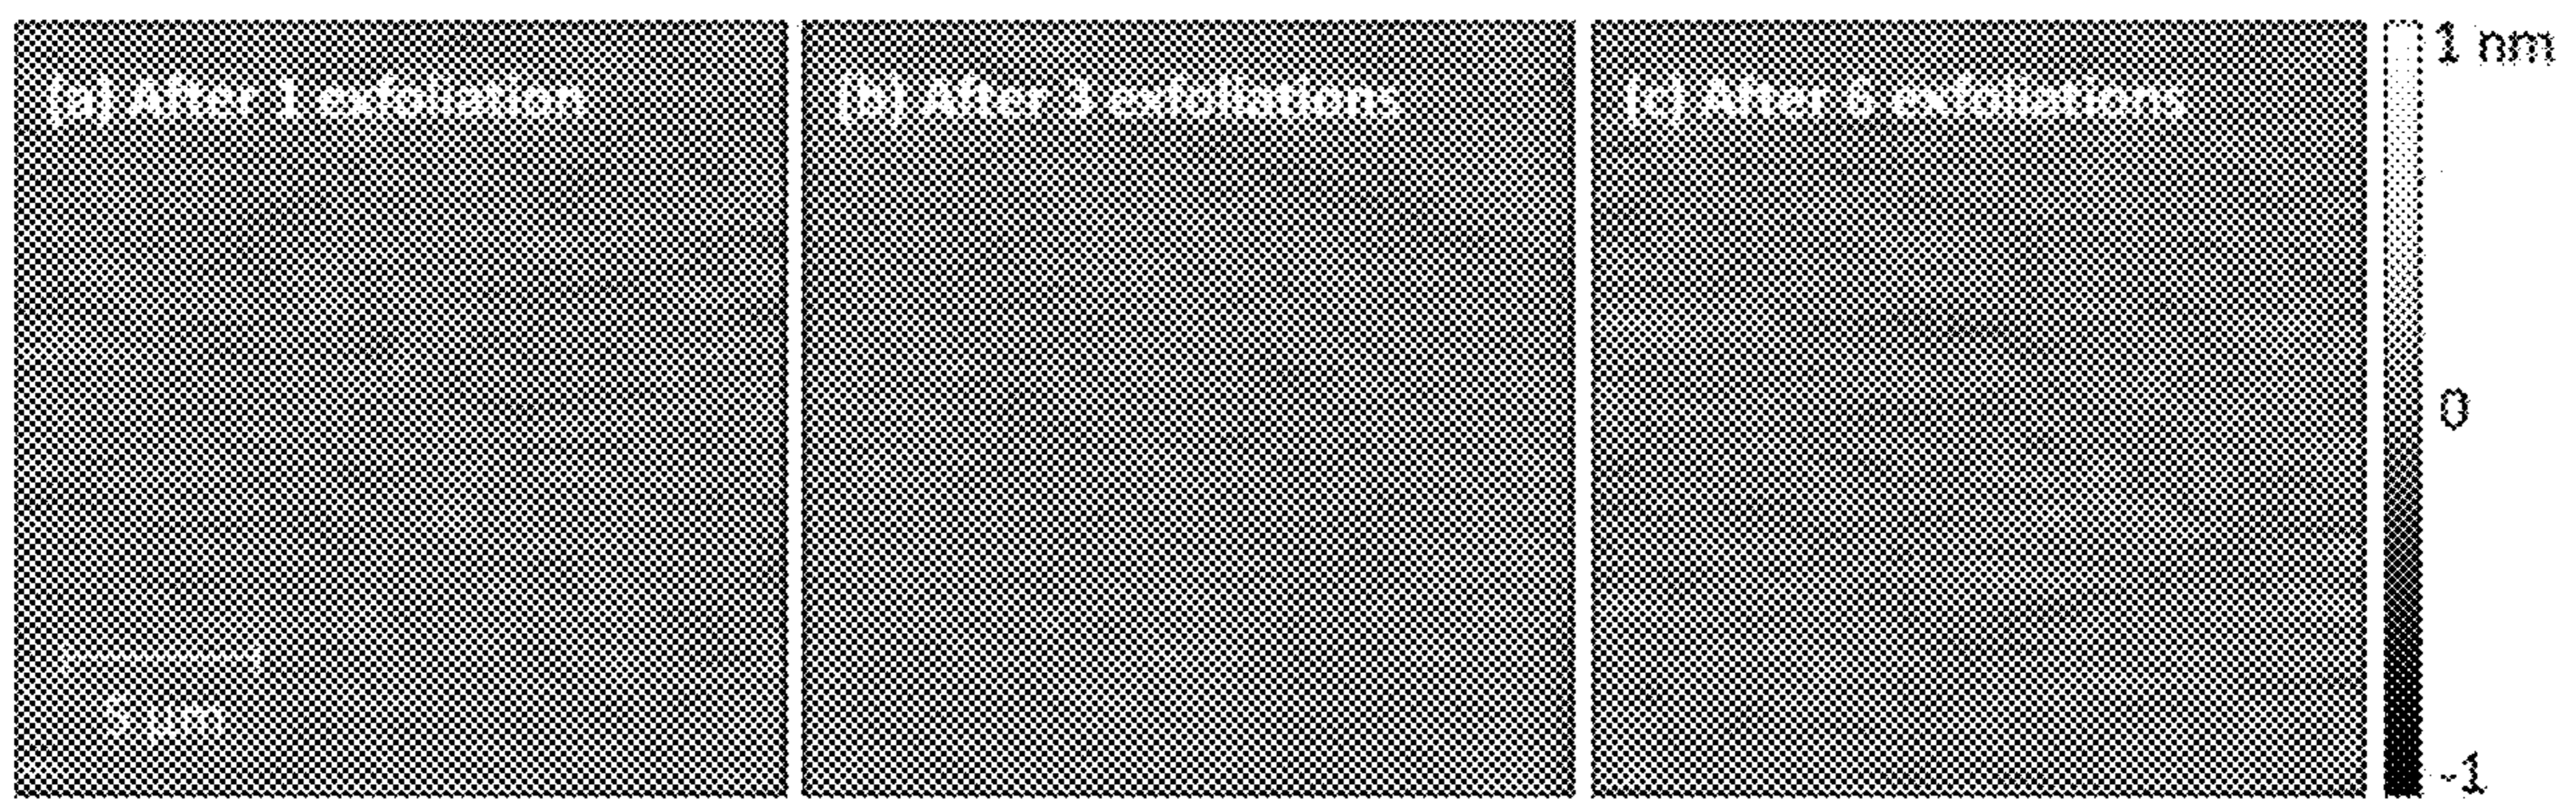 (a) After 1 exfoliation
(b) After 3 exfoliations
(c) After 6 exfoliations
1 nm
0
-1
5 μm